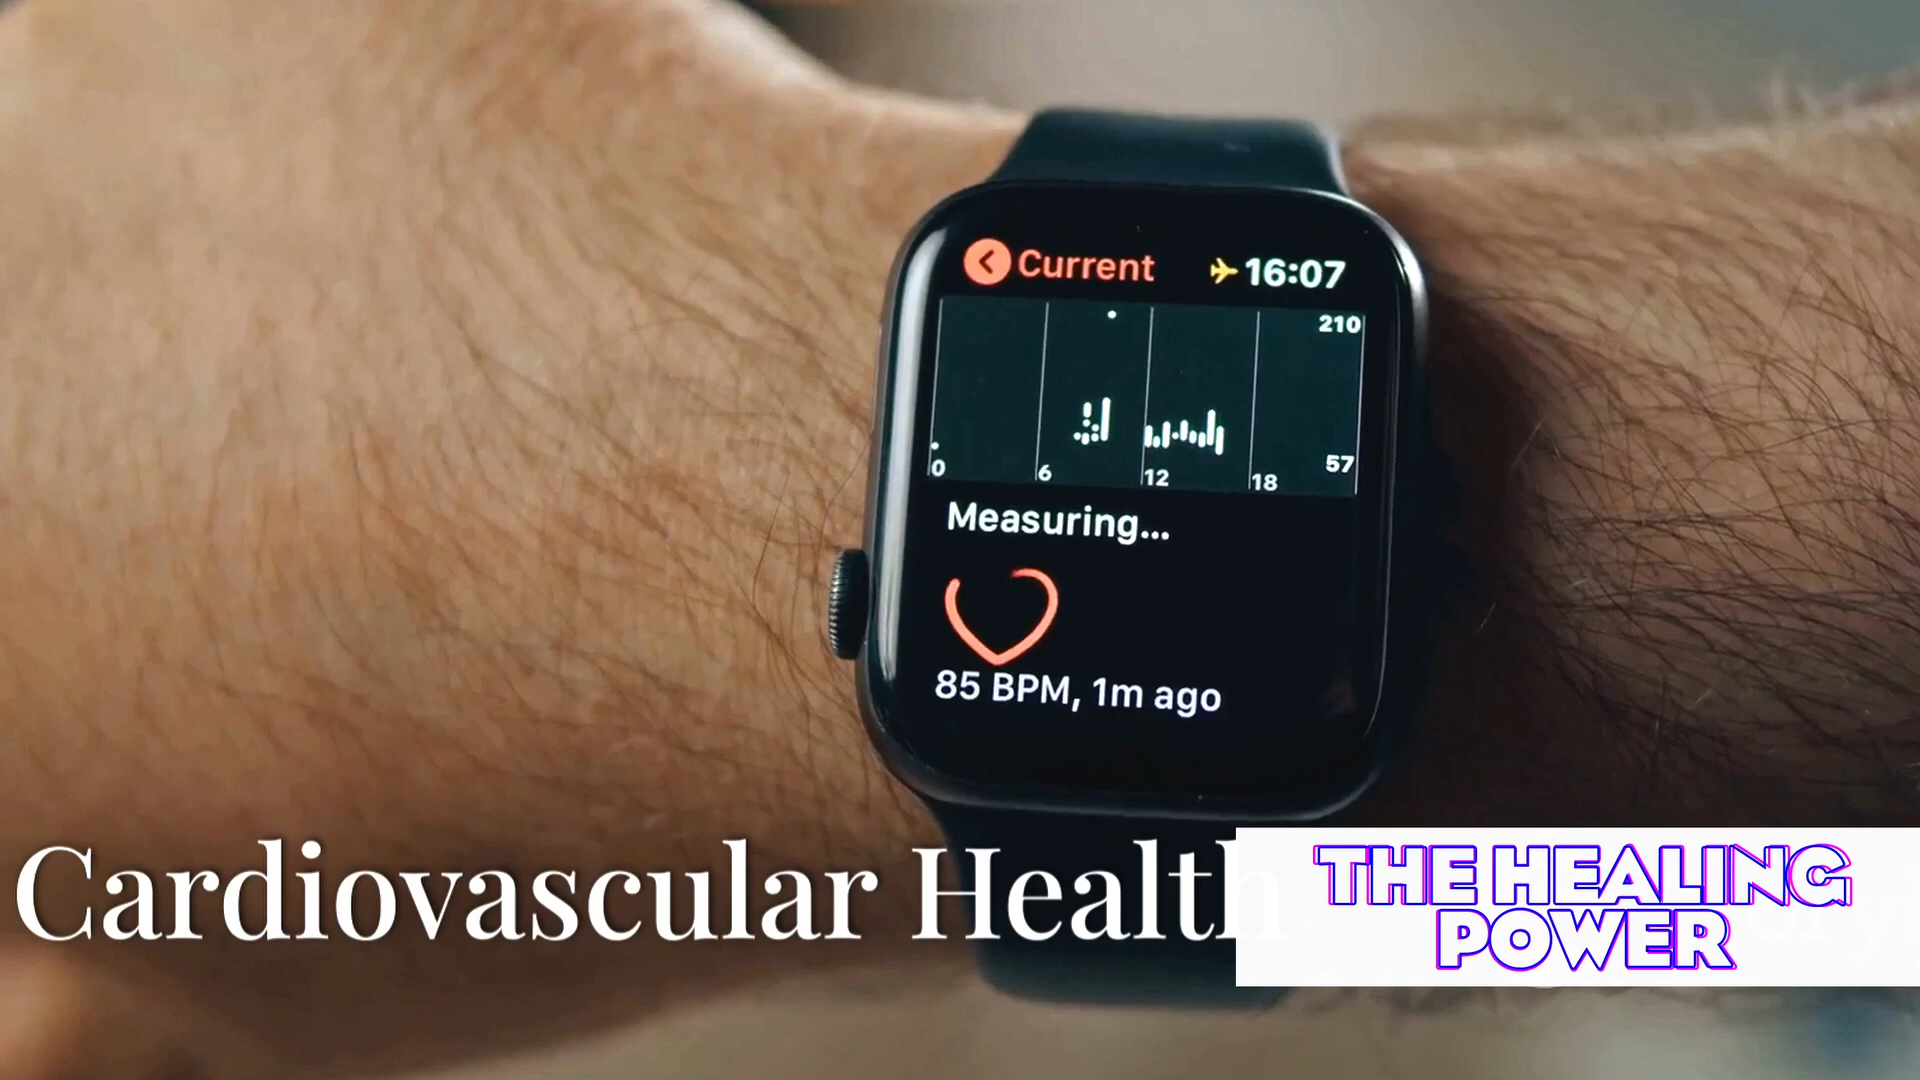 Current 16:07
210
57
0 6 12 18
Measuring...
85 BPM, 1m ago
Cardiovascular Health
THE HEALING
POWER